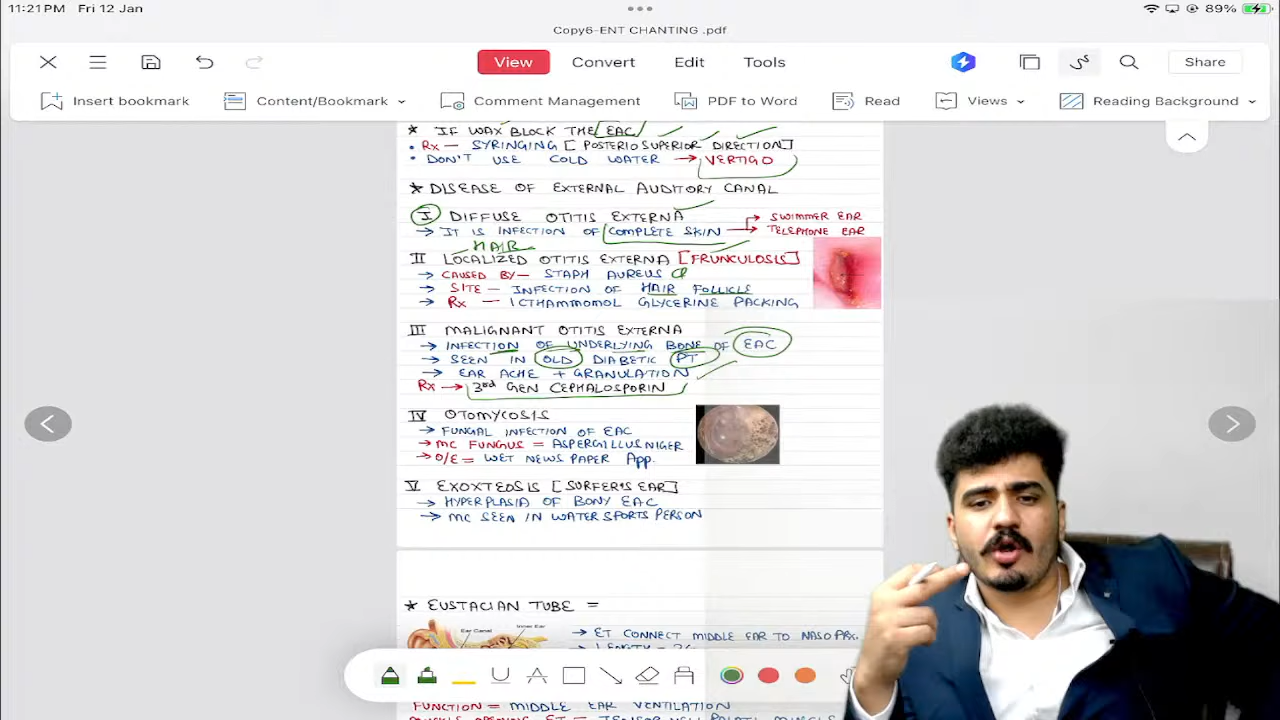 11:21PM Fri 12 Jan
89%
Copy6-ENT CHANTING .pdf
View Convert Edit Tools
Share
Insert bookmark Content/Bookmark Comment Management PDF to Word Read Views Reading Background
* IF WAX BLOCK THE [EAC]
• Rx — SYRINGING [POSTERIO SUPERIOR DIRECTION]
• DON'T USE COLD WATER → VERTIGO
* DISEASE OF EXTERNAL AUDITORY CANAL
I DIFFUSE OTITIS EXTERNA
→ IT IS INFECTION OF COMPLETE SKIN → SWIMMER EAR
→ TELEPHONE EAR
HAIR
II LOCALIZED OTITIS EXTERNA [FRUNCULOSIS]
→ CAUSED BY — STAPH AUREUS
→ SITE — INFECTION OF HAIR FOLLICLE
→ Rx — ICTHAMMOMOL GLYCERINE PACKING
III MALIGNANT OTITIS EXTERNA
→ INFECTION OF UNDERLYING BONE OF EAC
→ SEEN IN OLD DIABETIC PT
→ EAR ACHE + GRANULATION
Rx → 3rd GEN CEPHALOSPORIN
IV OTOMYCOSIS
→ FUNGAL INFECTION OF EAC
→ MC FUNGUS = ASPERGILLUS NIGER
→ O/E = WET NEWS PAPER App.
V EXOXTEOSIS [SURFER'S EAR]
→ HYPERPLASIA OF BONY EAC
→ MC SEEN IN WATER SPORTS PERSON
* EUSTACIAN TUBE =
Ear Canal Inner Ear
→ ET CONNECT MIDDLE EAR TO NASOPRX.
→ LENGTH -
FUNCTION = MIDDLE EAR VENTILATION